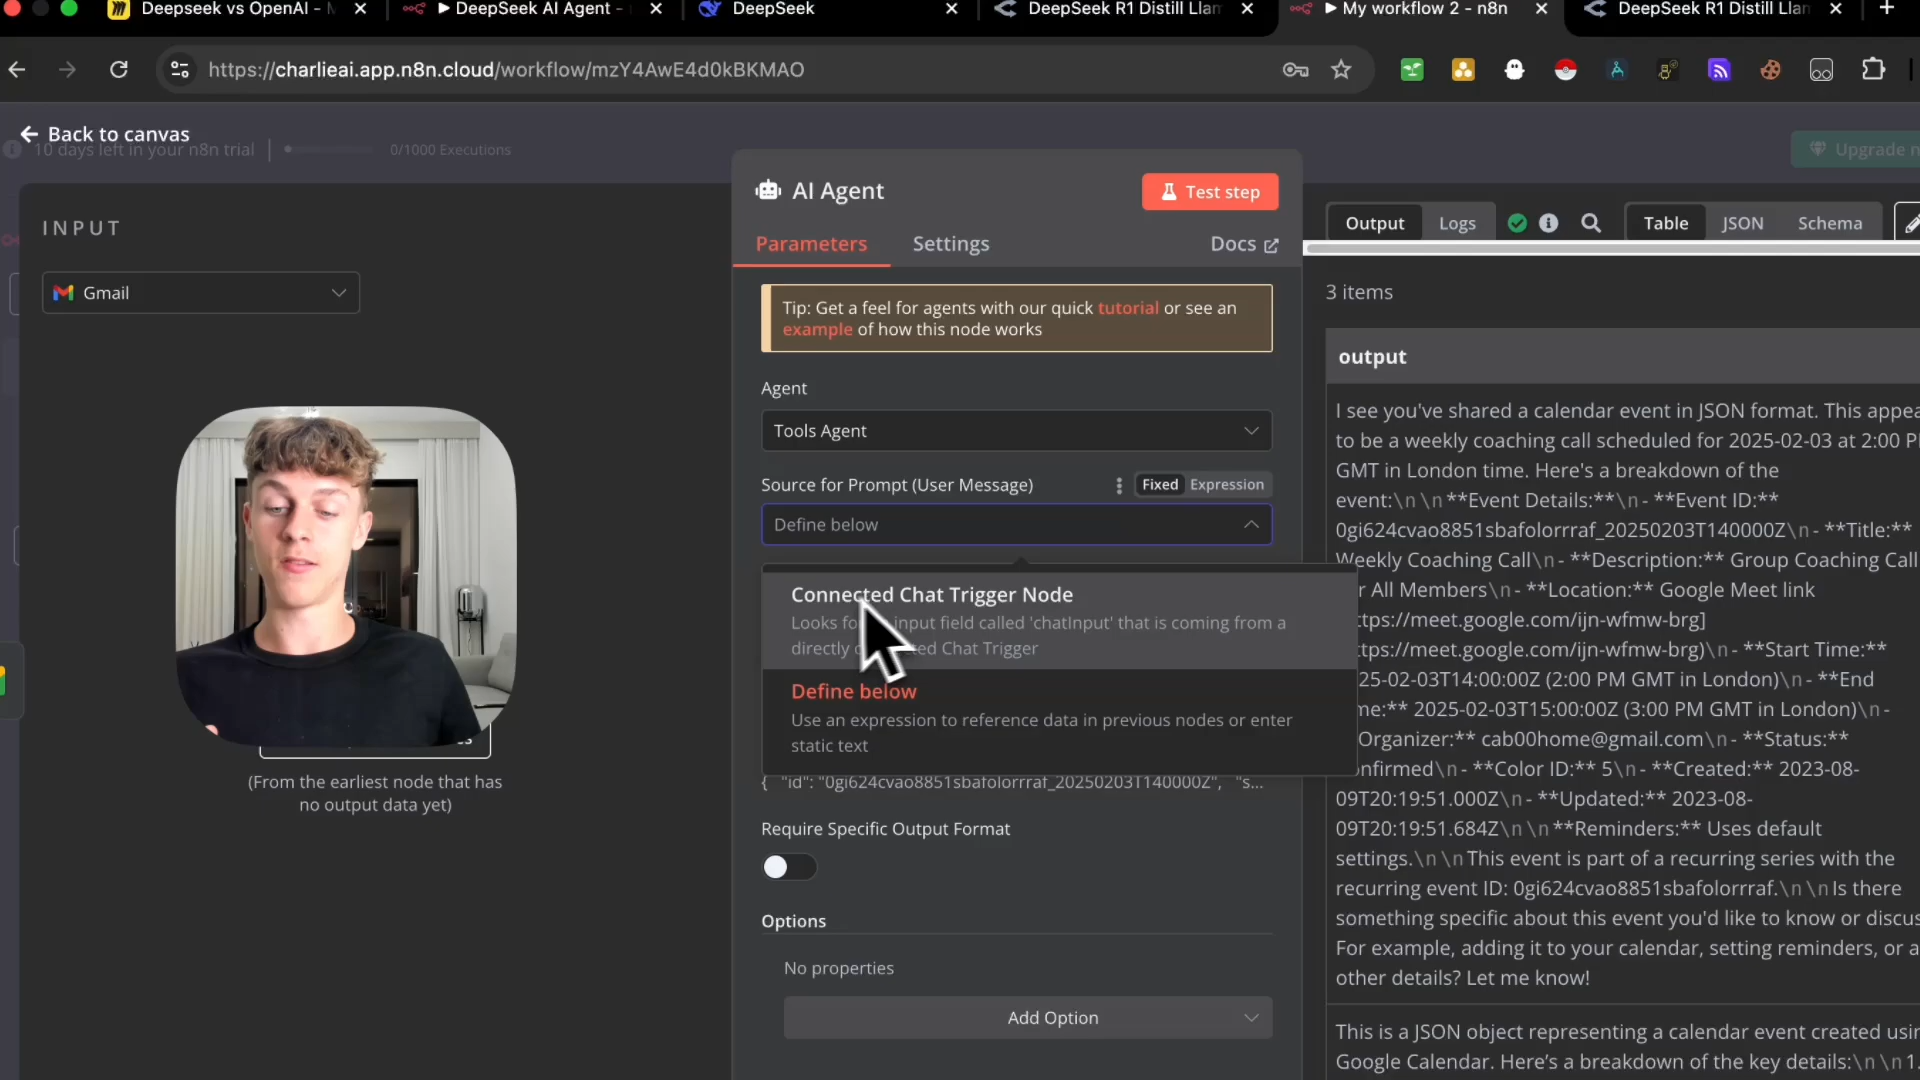 Deepseek vs OpenAI -
DeepSeek AI Agent -
DeepSeek
DeepSeek R1 Distill Llam
My workflow 2 - n8n
DeepSeek R1 Distill Llan
https://charlieai.app.n8n.cloud/workflow/mzY4AwE4d0kBKMAO
Back to canvas
10 days left in your n8n trial
0/1000 Executions
Upgrade n
INPUT
Gmail
(From the earliest node that has
no output data yet)
AI Agent
Test step
Parameters
Settings
Docs
Tip: Get a feel for agents with our quick tutorial or see an
example of how this node works
Agent
Tools Agent
Source for Prompt (User Message)
Fixed Expression
Define below
Connected Chat Trigger Node
Looks input field called 'chatInput' that is coming from a
directly Chat Trigger
Define below
Use an expression to reference data in previous nodes or enter
static text
{ "id": "0gi624cvao8851sbafolorrraf_20250203T140000Z", "s...
Require Specific Output Format
Options
No properties
Add Option
Output
Logs
Table
JSON
Schema
3 items
output
I see you've shared a calendar event in JSON format. This appea
to be a weekly coaching call scheduled for 2025-02-03 at 2:00 P
GMT in London time. Here's a breakdown of the
event:\n\n**Event Details:**\n- **Event ID:**
0gi624cvao8851sbafolorrraf_20250203T140000Z\n- **Title:**
Weekly Coaching Call\n- **Description:** Group Coaching Call
r All Members\n- **Location:** Google Meet link
ttps://meet.google.com/ijn-wfmw-brg]
ttps://meet.google.com/ijn-wfmw-brg)\n- **Start Time:**
25-02-03T14:00:00Z (2:00 PM GMT in London)\n- **End
me:** 2025-02-03T15:00:00Z (3:00 PM GMT in London)\n-
Organizer:** cab00home@gmail.com\n- **Status:**
onfirmed\n- **Color ID:** 5\n- **Created:** 2023-08-
09T20:19:51.000Z\n- **Updated:** 2023-08-
09T20:19:51.684Z\n\n**Reminders:** Uses default
settings.\n\nThis event is part of a recurring series with the
recurring event ID: 0gi624cvao8851sbafolorrraf.\n\nIs there
something specific about this event you'd like to know or discus
For example, adding it to your calendar, setting reminders, or a
other details? Let me know!
This is a JSON object representing a calendar event created usin
Google Calendar. Here's a breakdown of the key details:\n\n1.